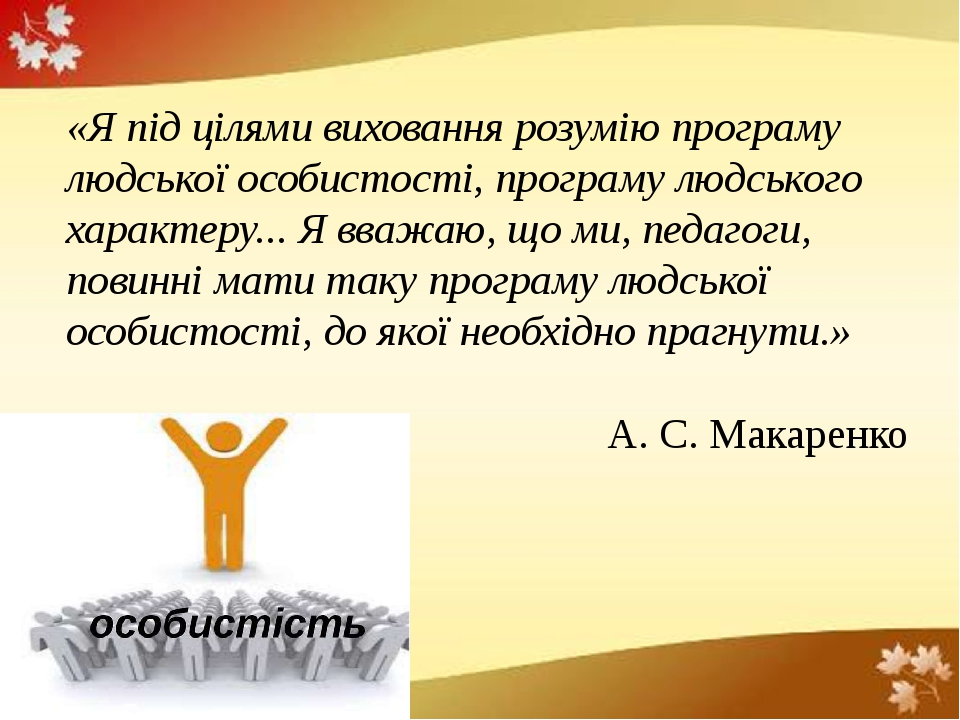 «Я під цілями виховання розумію програму
людської особистості, програму людського
характеру... Я вважаю, що ми, педагоги,
повинні мати таку програму людської
особистості, до якої необхідно прагнути.»
А. С. Макаренко
особистість